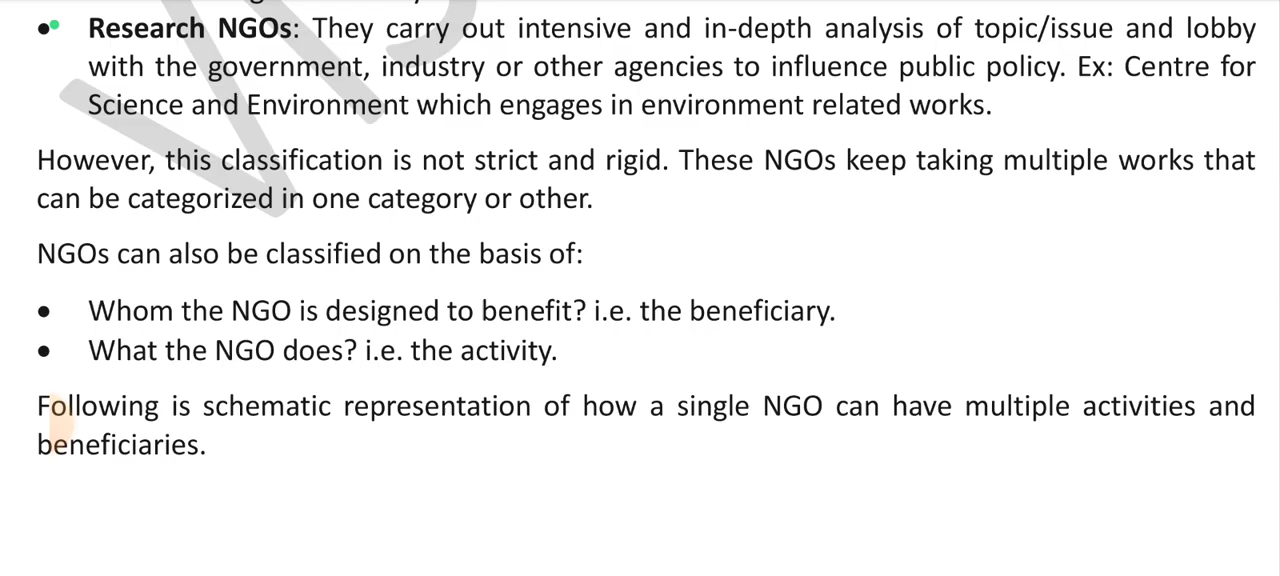 • Research NGOs: They carry out intensive and in-depth analysis of topic/issue and lobby
with the government, industry or other agencies to influence public policy. Ex: Centre for
Science and Environment which engages in environment related works.
However, this classification is not strict and rigid. These NGOs keep taking multiple works that
can be categorized in one category or other.
NGOs can also be classified on the basis of:
• Whom the NGO is designed to benefit? i.e. the beneficiary.
• What the NGO does? i.e. the activity.
Following is schematic representation of how a single NGO can have multiple activities and
beneficiaries.